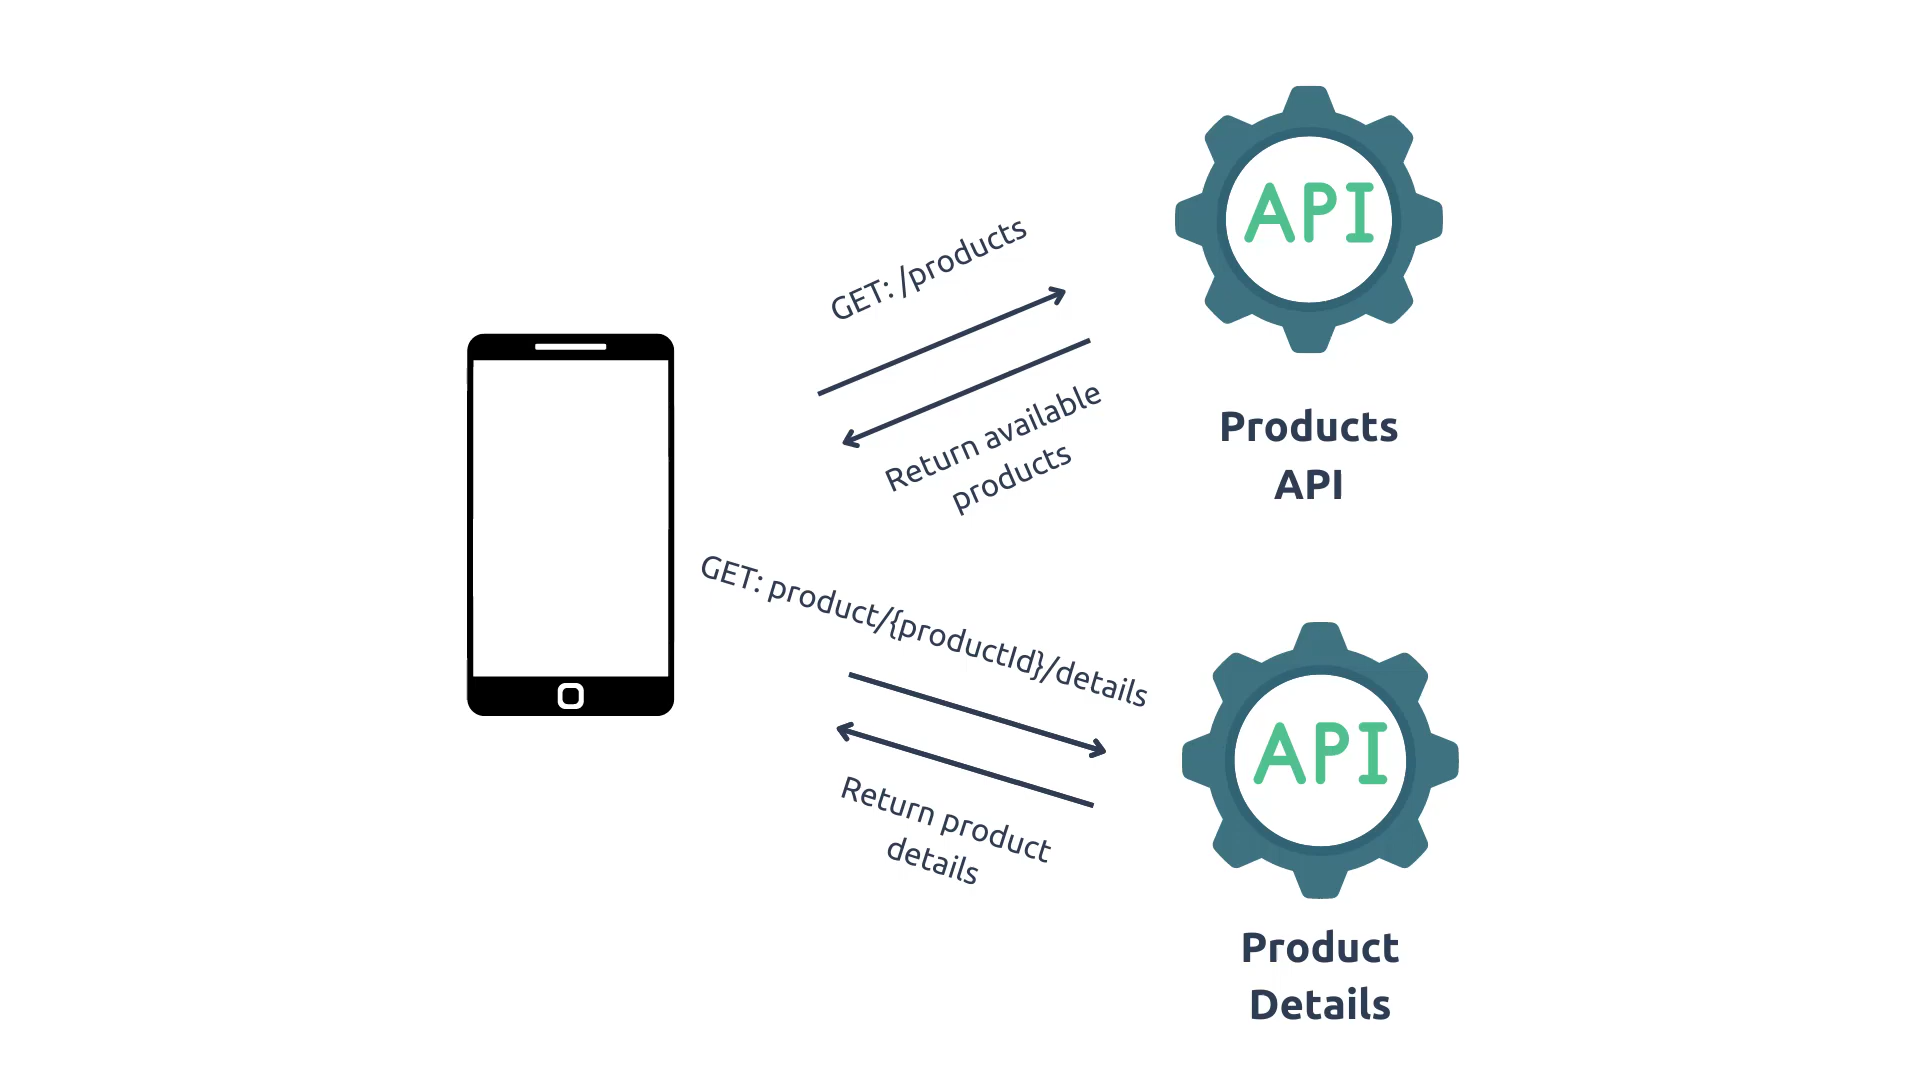 API
GET: /products
Return available
products
Products
API
GET: product/{productId}/details
API
Return product
details
Product
Details